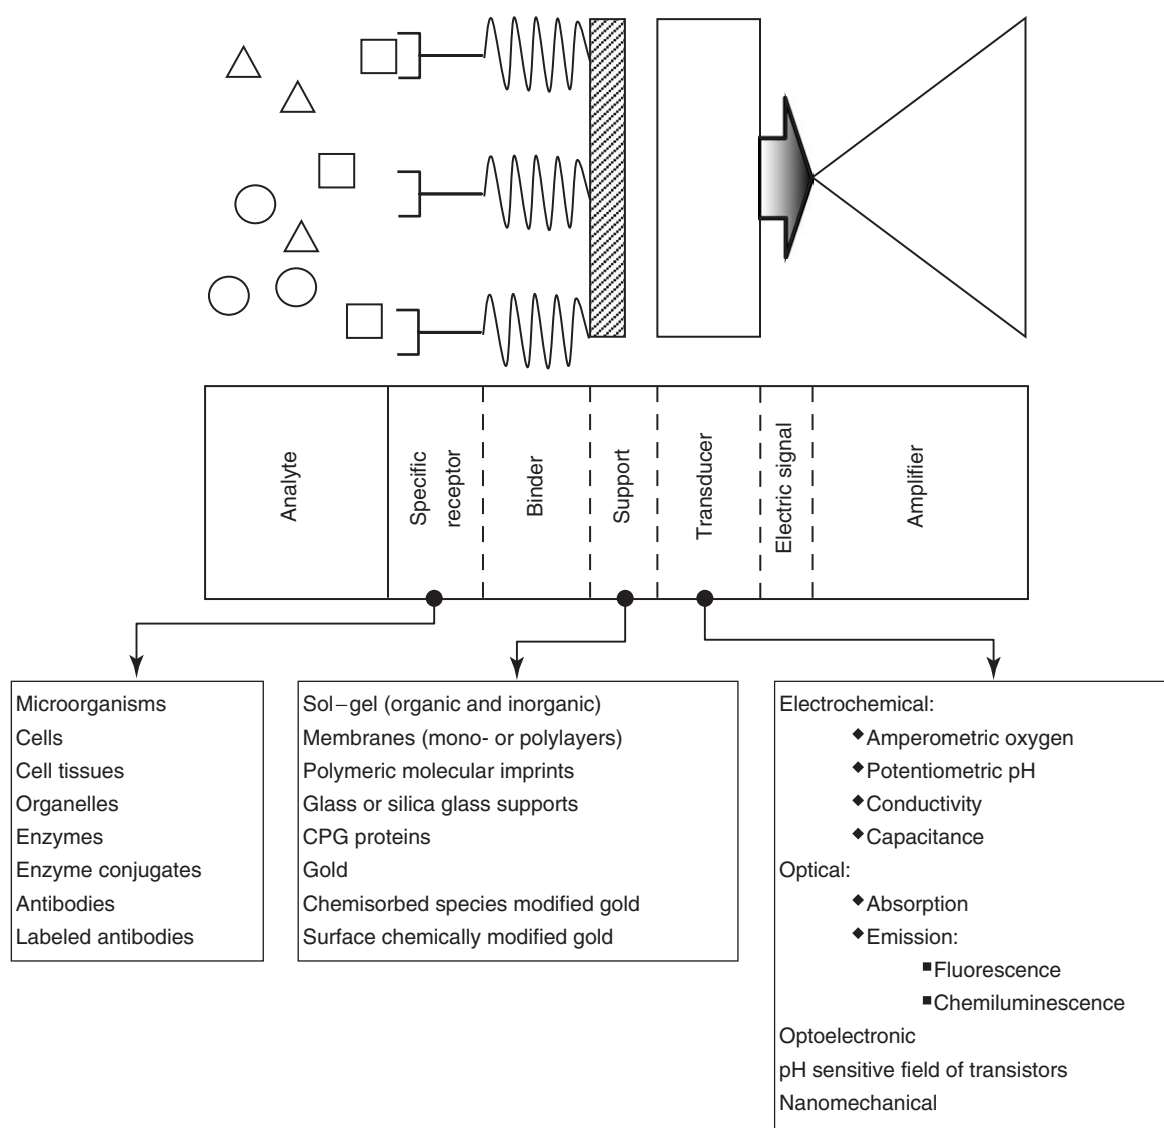 Analyte
Specific
receptor
Binder
Support
Transducer
Electric signal
Amplifier
Microorganisms
Cells
Cell tissues
Organelles
Enzymes
Enzyme conjugates
Antibodies
Labeled antibodies
Sol–gel (organic and inorganic)
Membranes (mono- or polylayers)
Polymeric molecular imprints
Glass or silica glass supports
CPG proteins
Gold
Chemisorbed species modified gold
Surface chemically modified gold
Electrochemical:
◆Amperometric oxygen
◆Potentiometric pH
◆Conductivity
◆Capacitance
Optical:
◆Absorption
◆Emission:
■Fluorescence
■Chemiluminescence
Optoelectronic
pH sensitive field of transistors
Nanomechanical